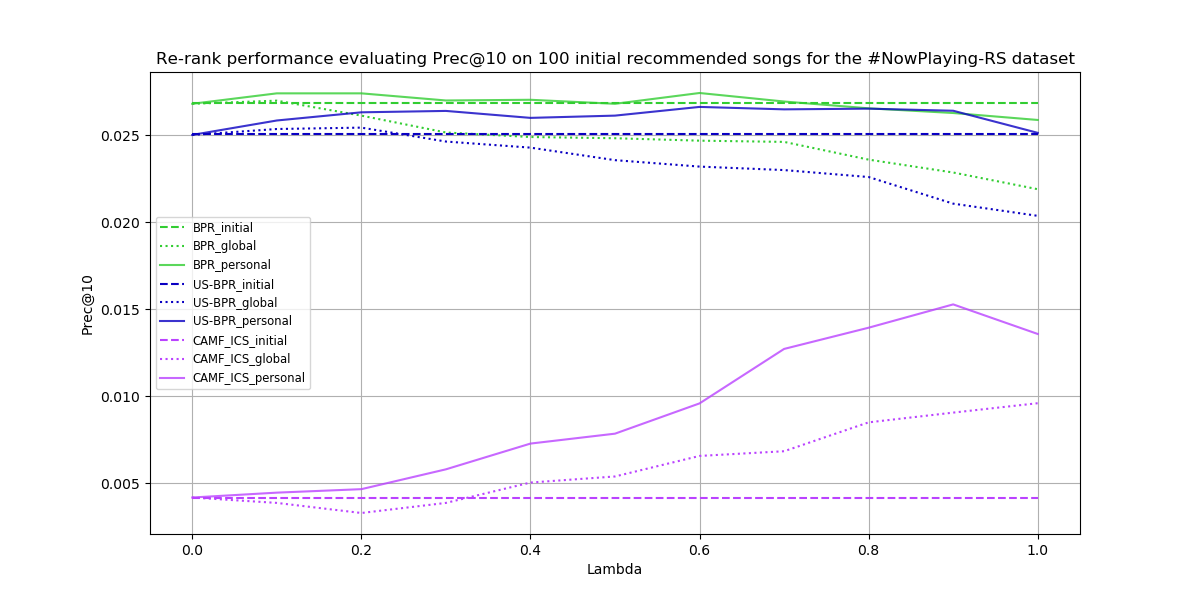 Re-rank performance evaluating Prec@10 on 100 initial recommended songs for the #NowPlaying-RS dataset
Prec@10
0.025
0.020
0.015
0.010
0.005
BPR_initial
BPR_global
BPR_personal
US-BPR_initial
US-BPR_global
US-BPR_personal
CAMF_ICS_initial
CAMF_ICS_global
CAMF_ICS_personal
0.0 0.2 0.4 0.6 0.8 1.0
Lambda